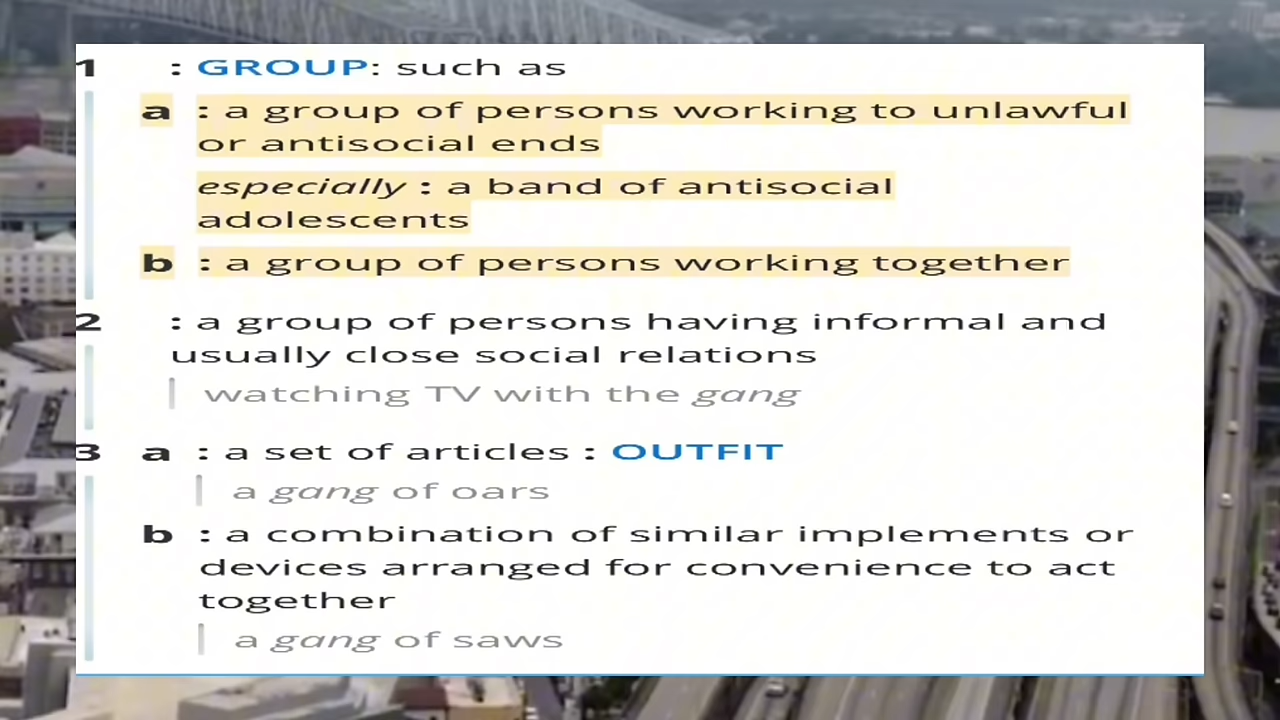 1 : GROUP: such as
a : a group of persons working to unlawful
or antisocial ends
especially : a band of antisocial
adolescents
b : a group of persons working together
2 : a group of persons having informal and
usually close social relations
watching TV with the gang
3 a : a set of articles : OUTFIT
a gang of oars
b : a combination of similar implements or
devices arranged for convenience to act
together
a gang of saws